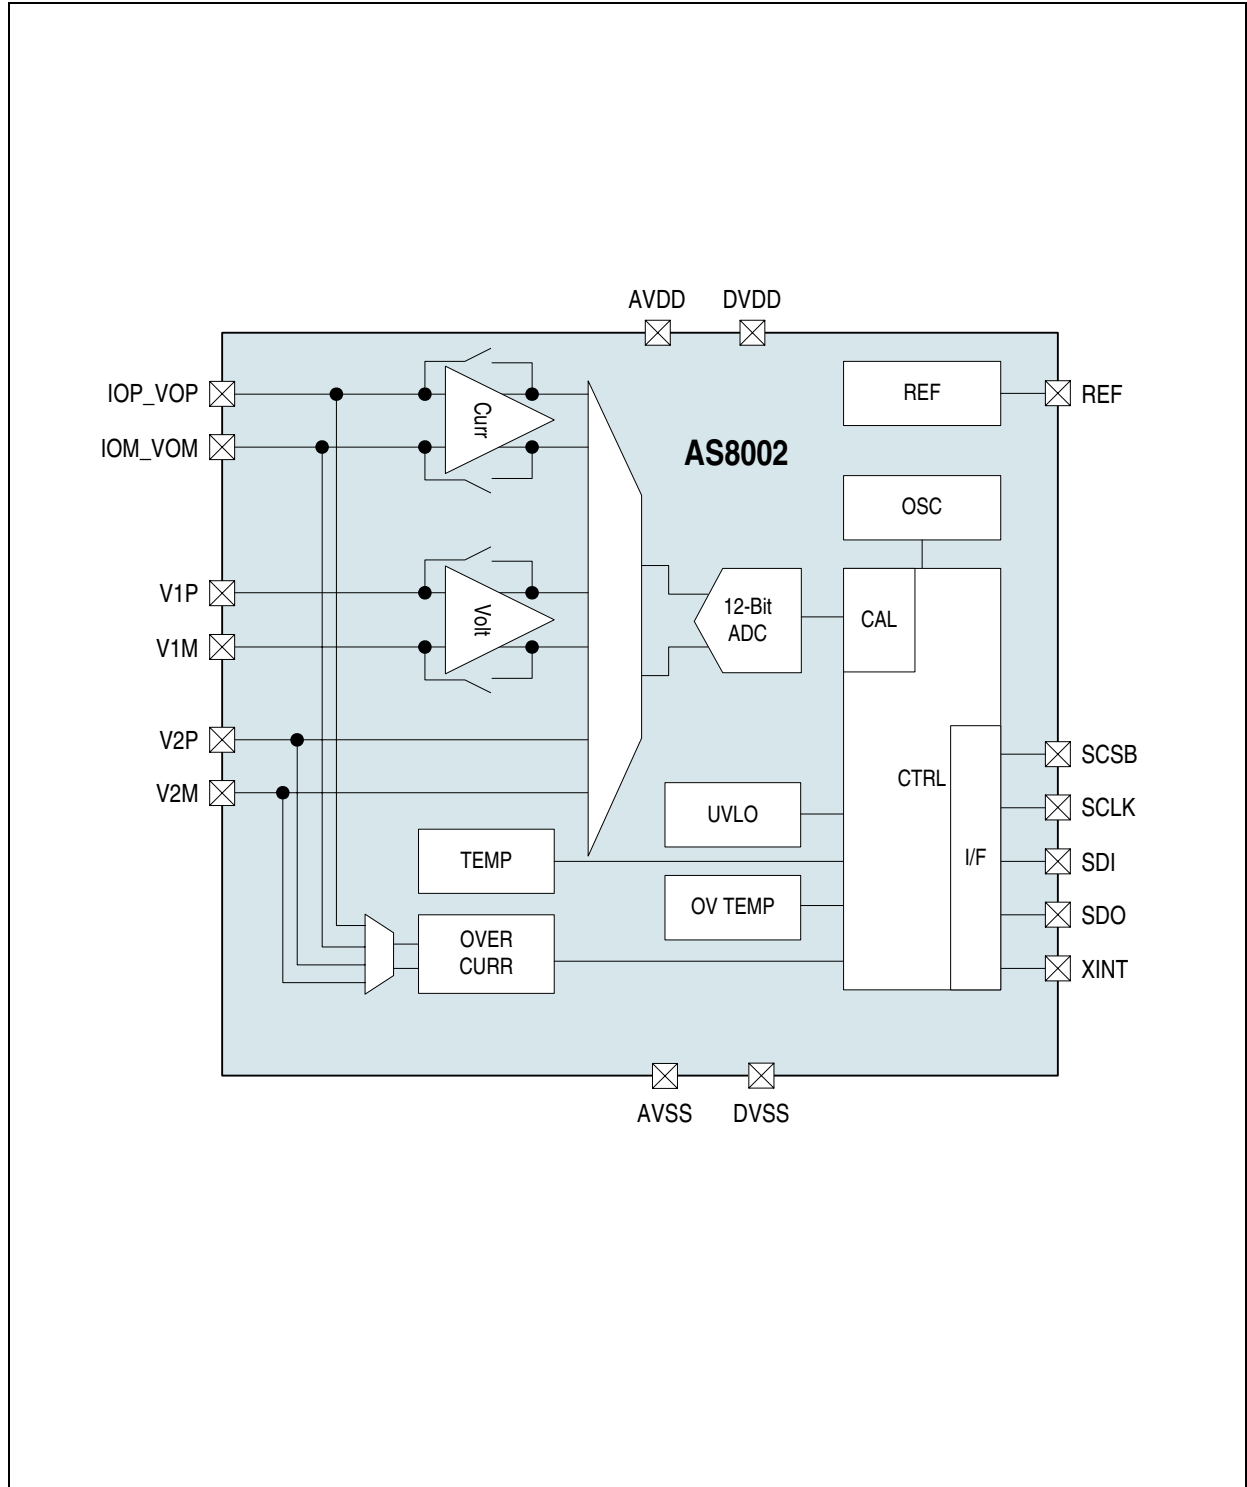 AVDD DVDD
IOP_VOP
Curr
REF
REF
IOM_VOM
AS8002
OSC
V1P
Volt
12-Bit
ADC
CAL
V1M
V2P
SCSB
V2M
CTRL
UVLO
SCLK
TEMP
I/F
SDI
OV TEMP
SDO
OVER
CURR
XINT
AVSS DVSS